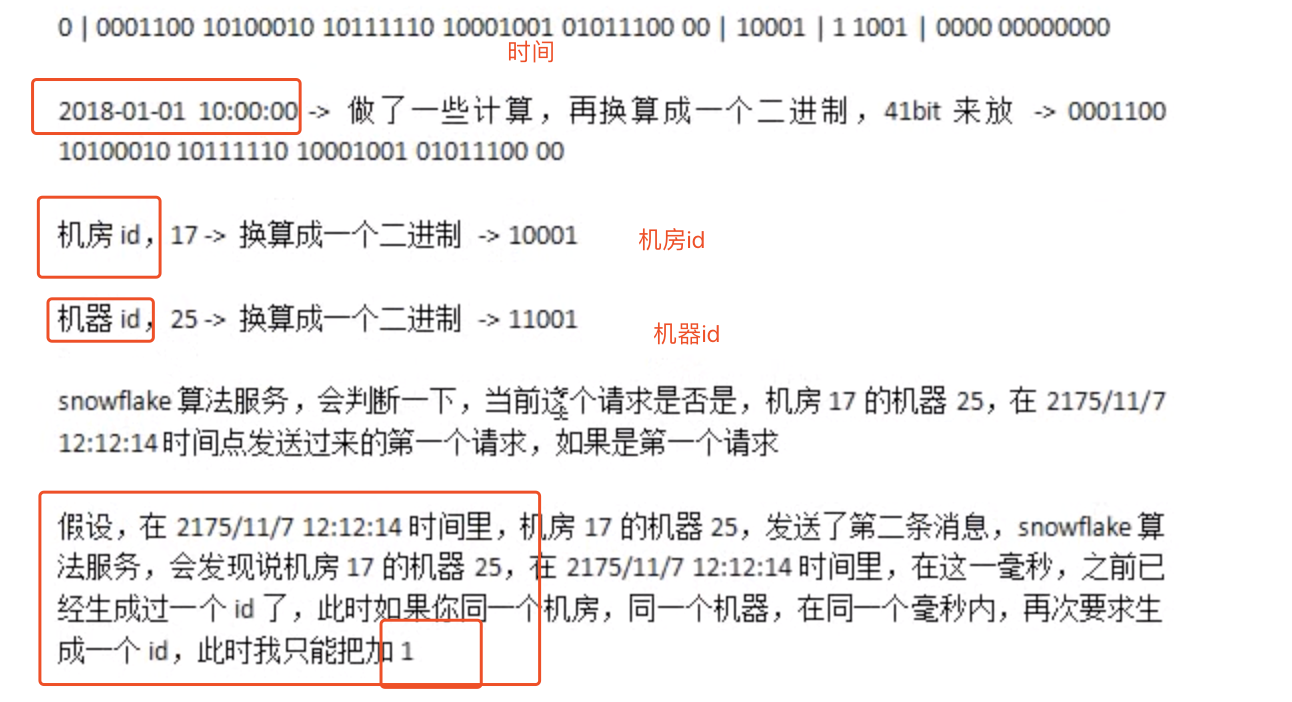 0 | 0001100 10100010 10111110 10001001 01011100 00 | 10001 | 1 1001 | 0000 00000000
时间
2018-01-01 10:00:00 -> 做了一些计算，再换算成一个二进制，41bit 来放 -> 0001100
10100010 10111110 10001001 01011100 00
机房 id，17 -> 换算成一个二进制 -> 10001 机房id
机器 id，25 -> 换算成一个二进制 -> 11001
机器id
snowflake 算法服务，会判断一下，当前这个请求是否是，机房 17 的机器 25，在 2175/11/7
12:12:14 时间点发送过来的第一个请求，如果是第一个请求
假设，在 2175/11/7 12:12:14 时间里，机房 17 的机器 25，发送了第二条消息，snowflake 算
法服务，会发现说机房 17 的机器 25，在 2175/11/7 12:12:14 时间里，在这一毫秒，之前已
经生成过一个 id 了，此时如果你同一个机房，同一个机器，在同一个毫秒内，再次要求生
成一个 id，此时我只能把加 1